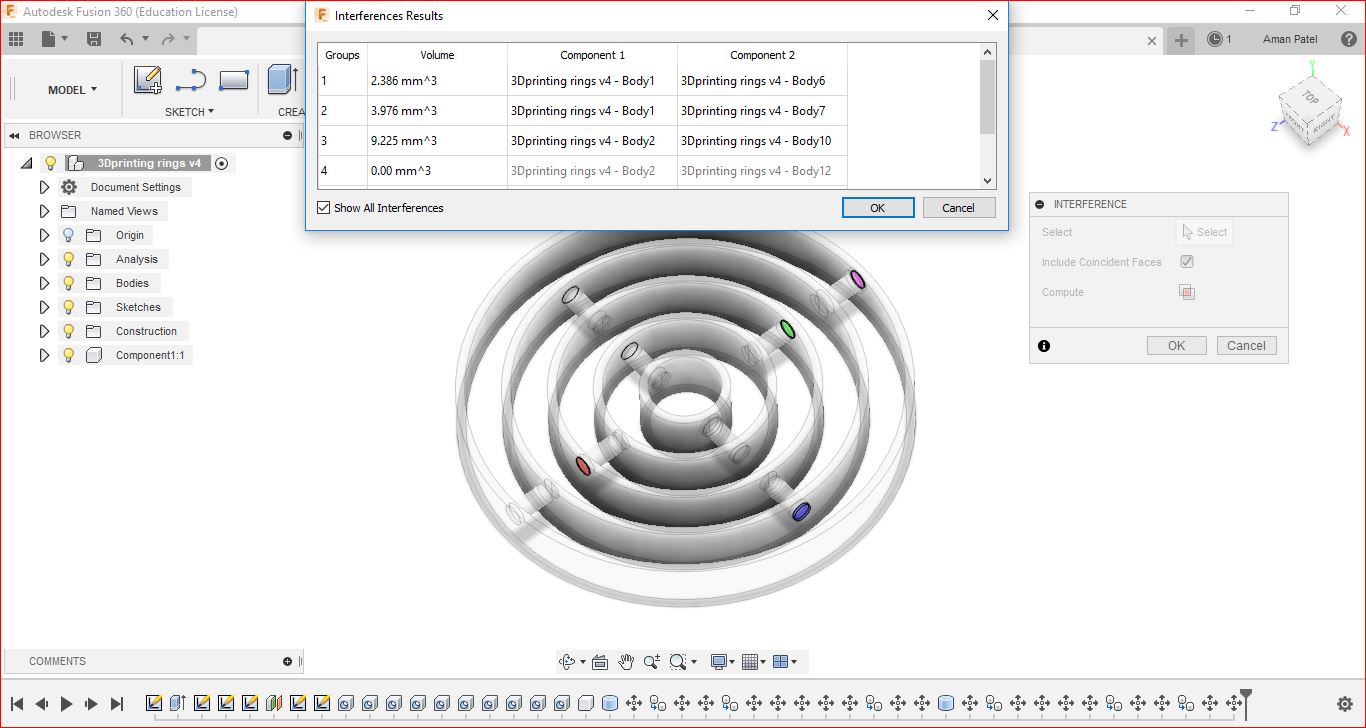 Autodesk Fusion 360 (Education License)
Interferences Results
Groups Volume Component 1 Component 2
1 2.386 mm^3 3Dprinting rings v4 - Body1 3Dprinting rings v4 - Body6
2 3.976 mm^3 3Dprinting rings v4 - Body1 3Dprinting rings v4 - Body7
3 9.225 mm^3 3Dprinting rings v4 - Body2 3Dprinting rings v4 - Body10
4 0.00 mm^3 3Dprinting rings v4 - Body2 3Dprinting rings v4 - Body12
Show All Interferences
OK Cancel
1 Aman Patel
MODEL
SKETCH
CREA
BROWSER
3Dprinting rings v4
Document Settings
Named Views
Origin
Analysis
Bodies
Sketches
Construction
Component1:1
Y
TOP
RIGHT
Z
X
INTERFERENCE
Select Select
Include Coincident Faces
Compute
OK Cancel
COMMENTS